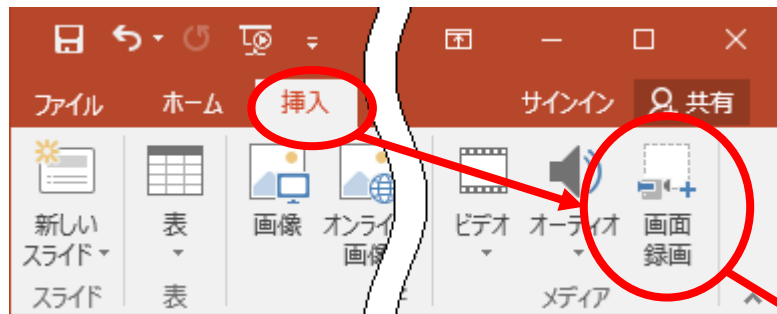 ファイル ホーム 挿入 サインイン 共有
新しい
スライド
表
画像
オンライ
画像
ビデオ
オーディオ
画面
録画
スライド 表 メディア